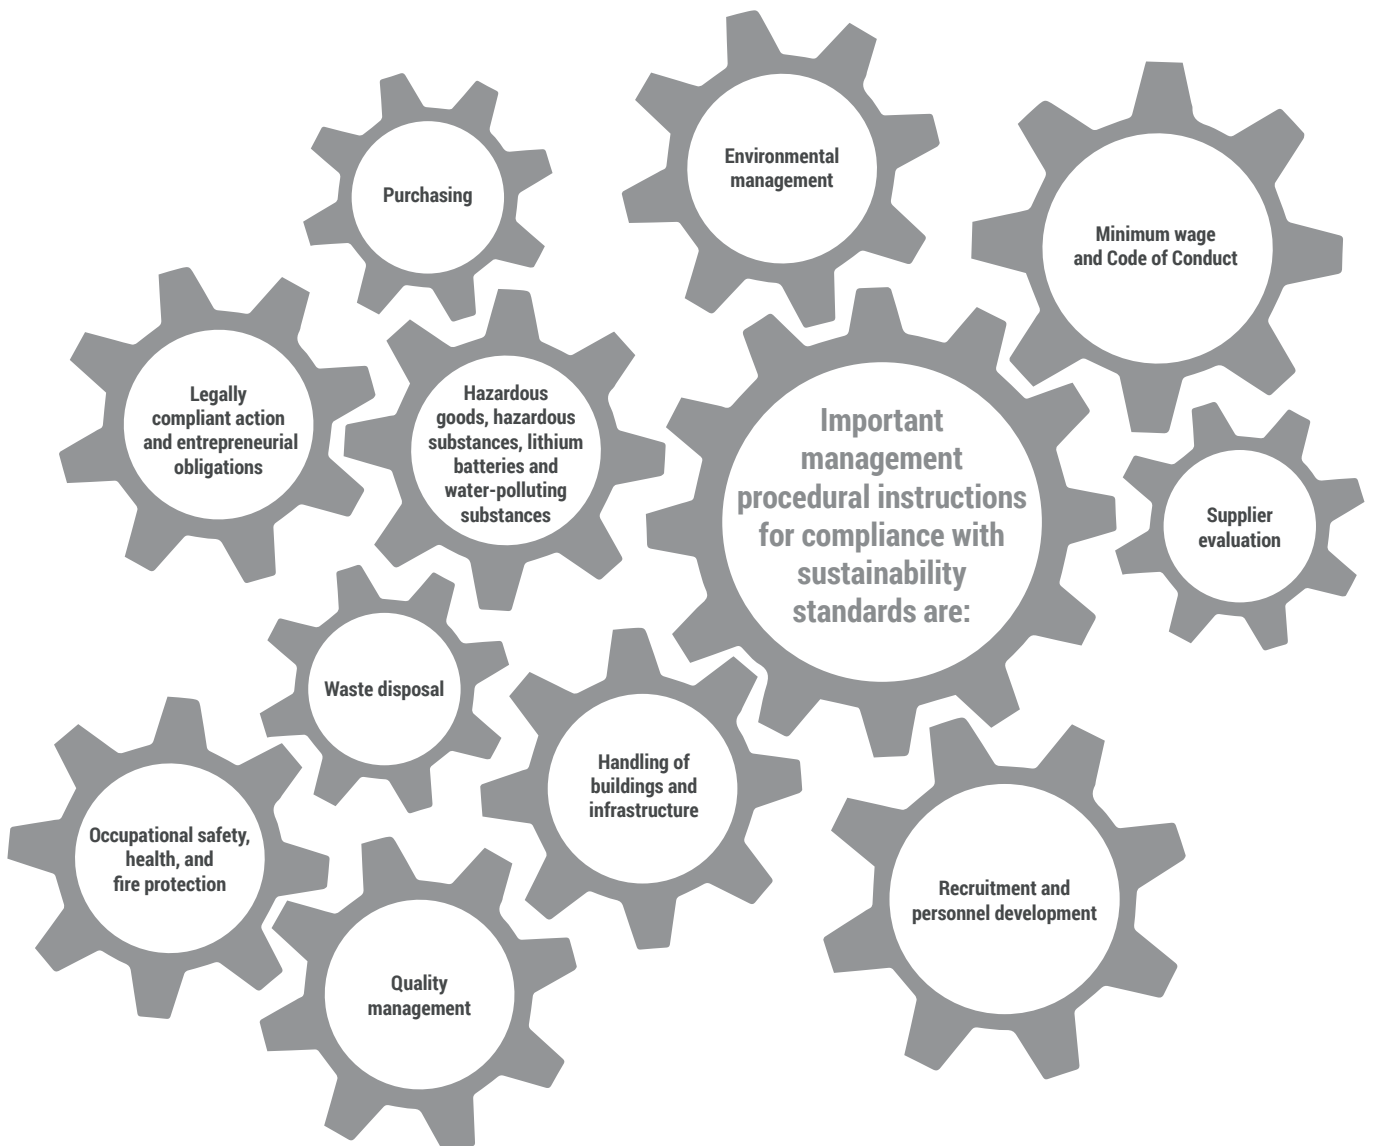 Purchasing
Environmental
management
Minimum wage
and Code of Conduct
Legally
compliant action
and entrepreneurial
obligations
Hazardous
goods, hazardous
substances, lithium
batteries and
water-polluting
substances
Important
management
procedural instructions
for compliance with
sustainability
standards are:
Supplier
evaluation
Waste disposal
Handling of
buildings and
infrastructure
Occupational safety,
health, and
fire protection
Recruitment and
personnel development
Quality
management